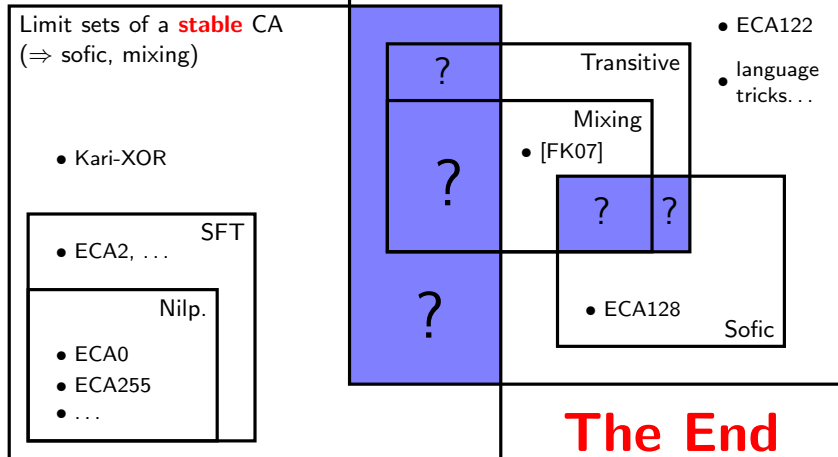 Limit sets of a stable CA
(⇒ sofic, mixing)
• Kari-XOR
SFT
• ECA2, ...
Nilp.
• ECA0
• ECA255
• ...
?
Transitive
Mixing
• [FK07]
?
?
?
?
• ECA128
Sofic
• ECA122
• language
tricks...
The End